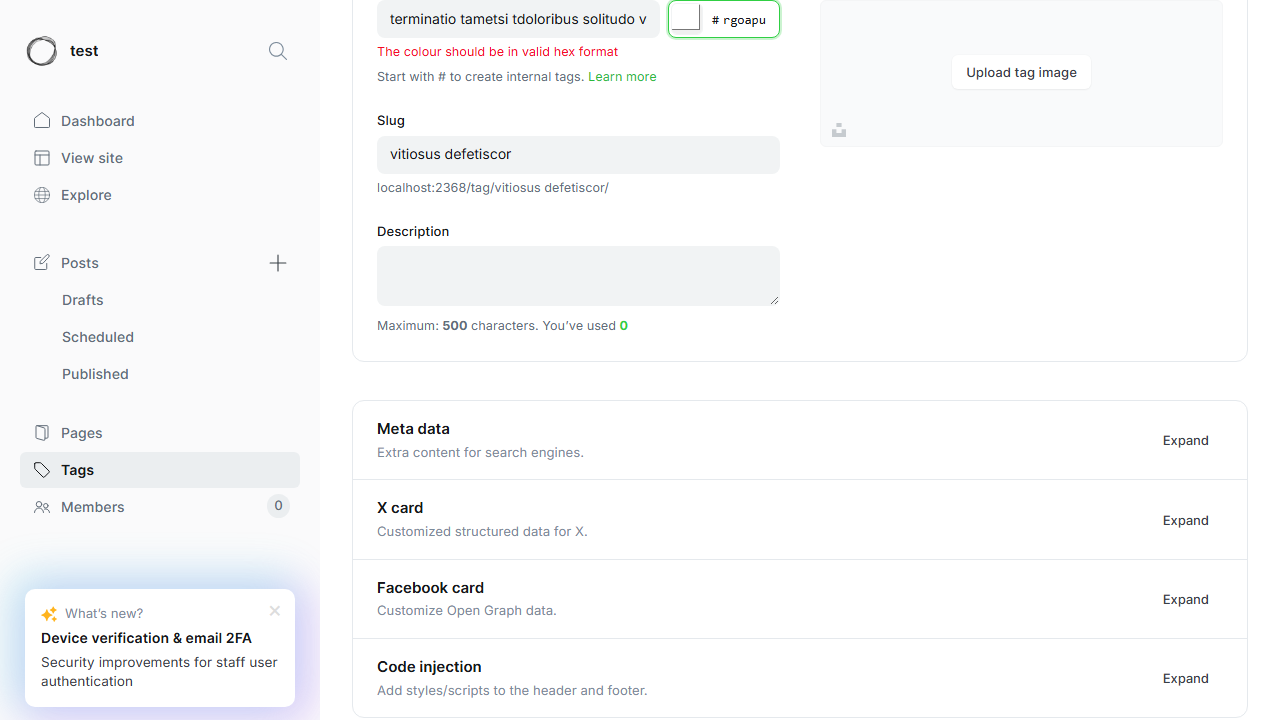 test
Dashboard
View site
Explore
Posts
Drafts
Scheduled
Published
Pages
Tags
Members
0
What's new?
Device verification & email 2FA
Security improvements for staff user
authentication
terminatio tametsi tdoloribus solitudo v
# rgoapu
The colour should be in valid hex format
Start with # to create internal tags. Learn more
Slug
vitiosus defetiscor
localhost:2368/tag/vitiosus defetiscor/
Description
Maximum: 500 characters. You've used 0
Upload tag image
Meta data
Extra content for search engines.
Expand
X card
Customized structured data for X.
Expand
Facebook card
Customize Open Graph data.
Expand
Code injection
Add styles/scripts to the header and footer.
Expand